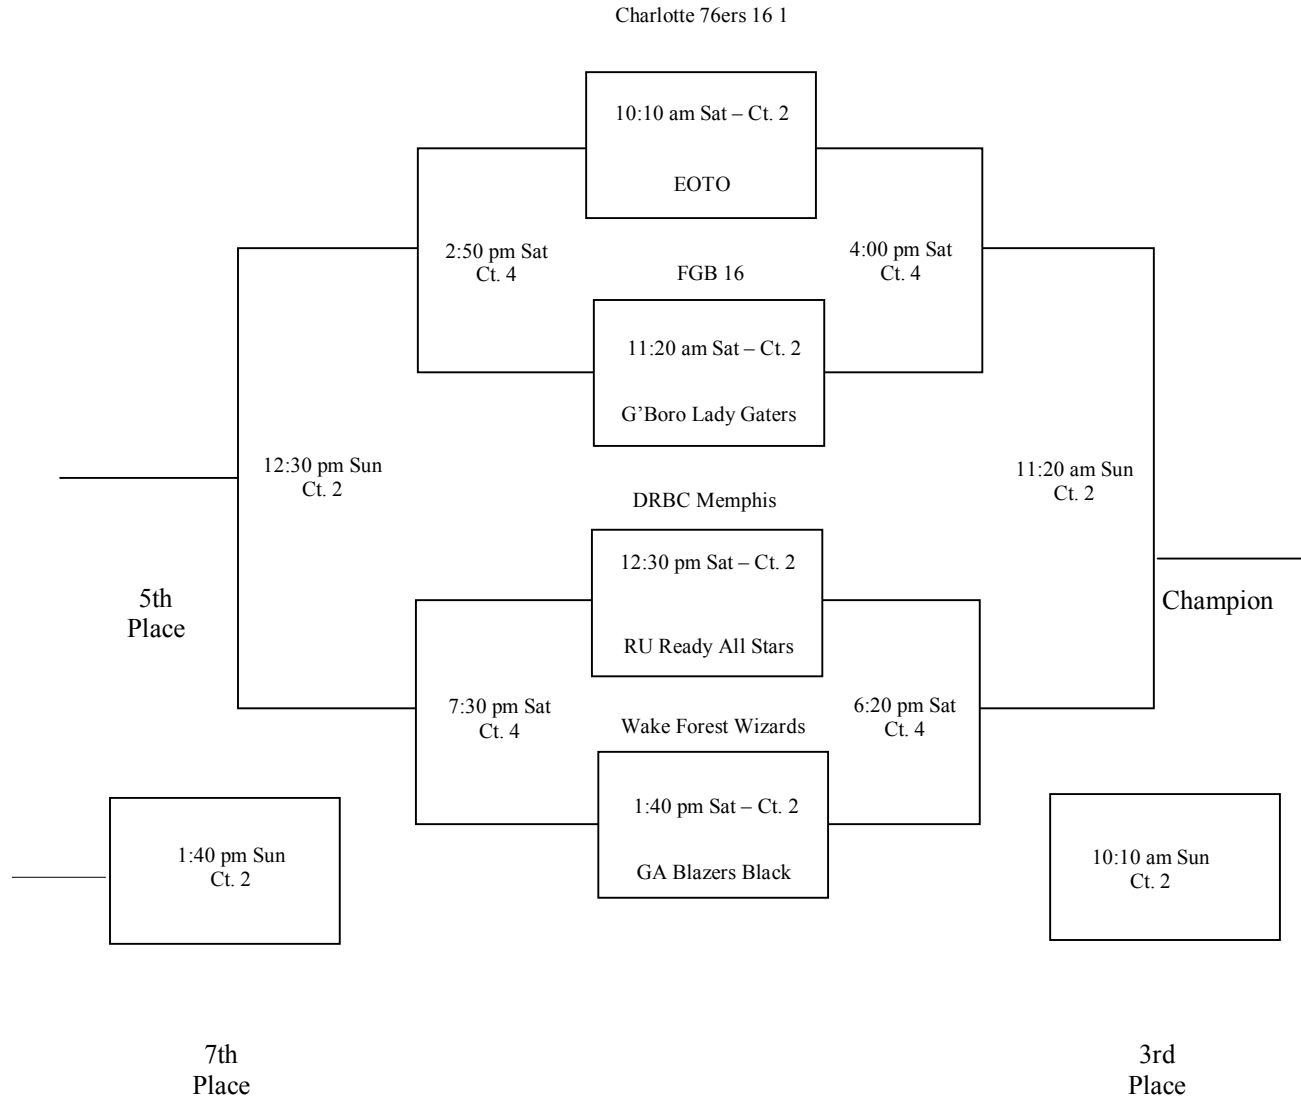 Charlotte 76ers 16 1
10:10 am Sat – Ct. 2
EOTO
2:50 pm Sat
Ct. 4
FGB 16
4:00 pm Sat
Ct. 4
11:20 am Sat – Ct. 2
G’Boro Lady Gaters
12:30 pm Sun
Ct. 2
11:20 am Sun
Ct. 2
DRBC Memphis
12:30 pm Sat – Ct. 2
RU Ready All Stars
5th
Place
Champion
7:30 pm Sat
Ct. 4
Wake Forest Wizards
6:20 pm Sat
Ct. 4
1:40 pm Sat – Ct. 2
GA Blazers Black
1:40 pm Sun
Ct. 2
10:10 am Sun
Ct. 2
7th
Place
3rd
Place